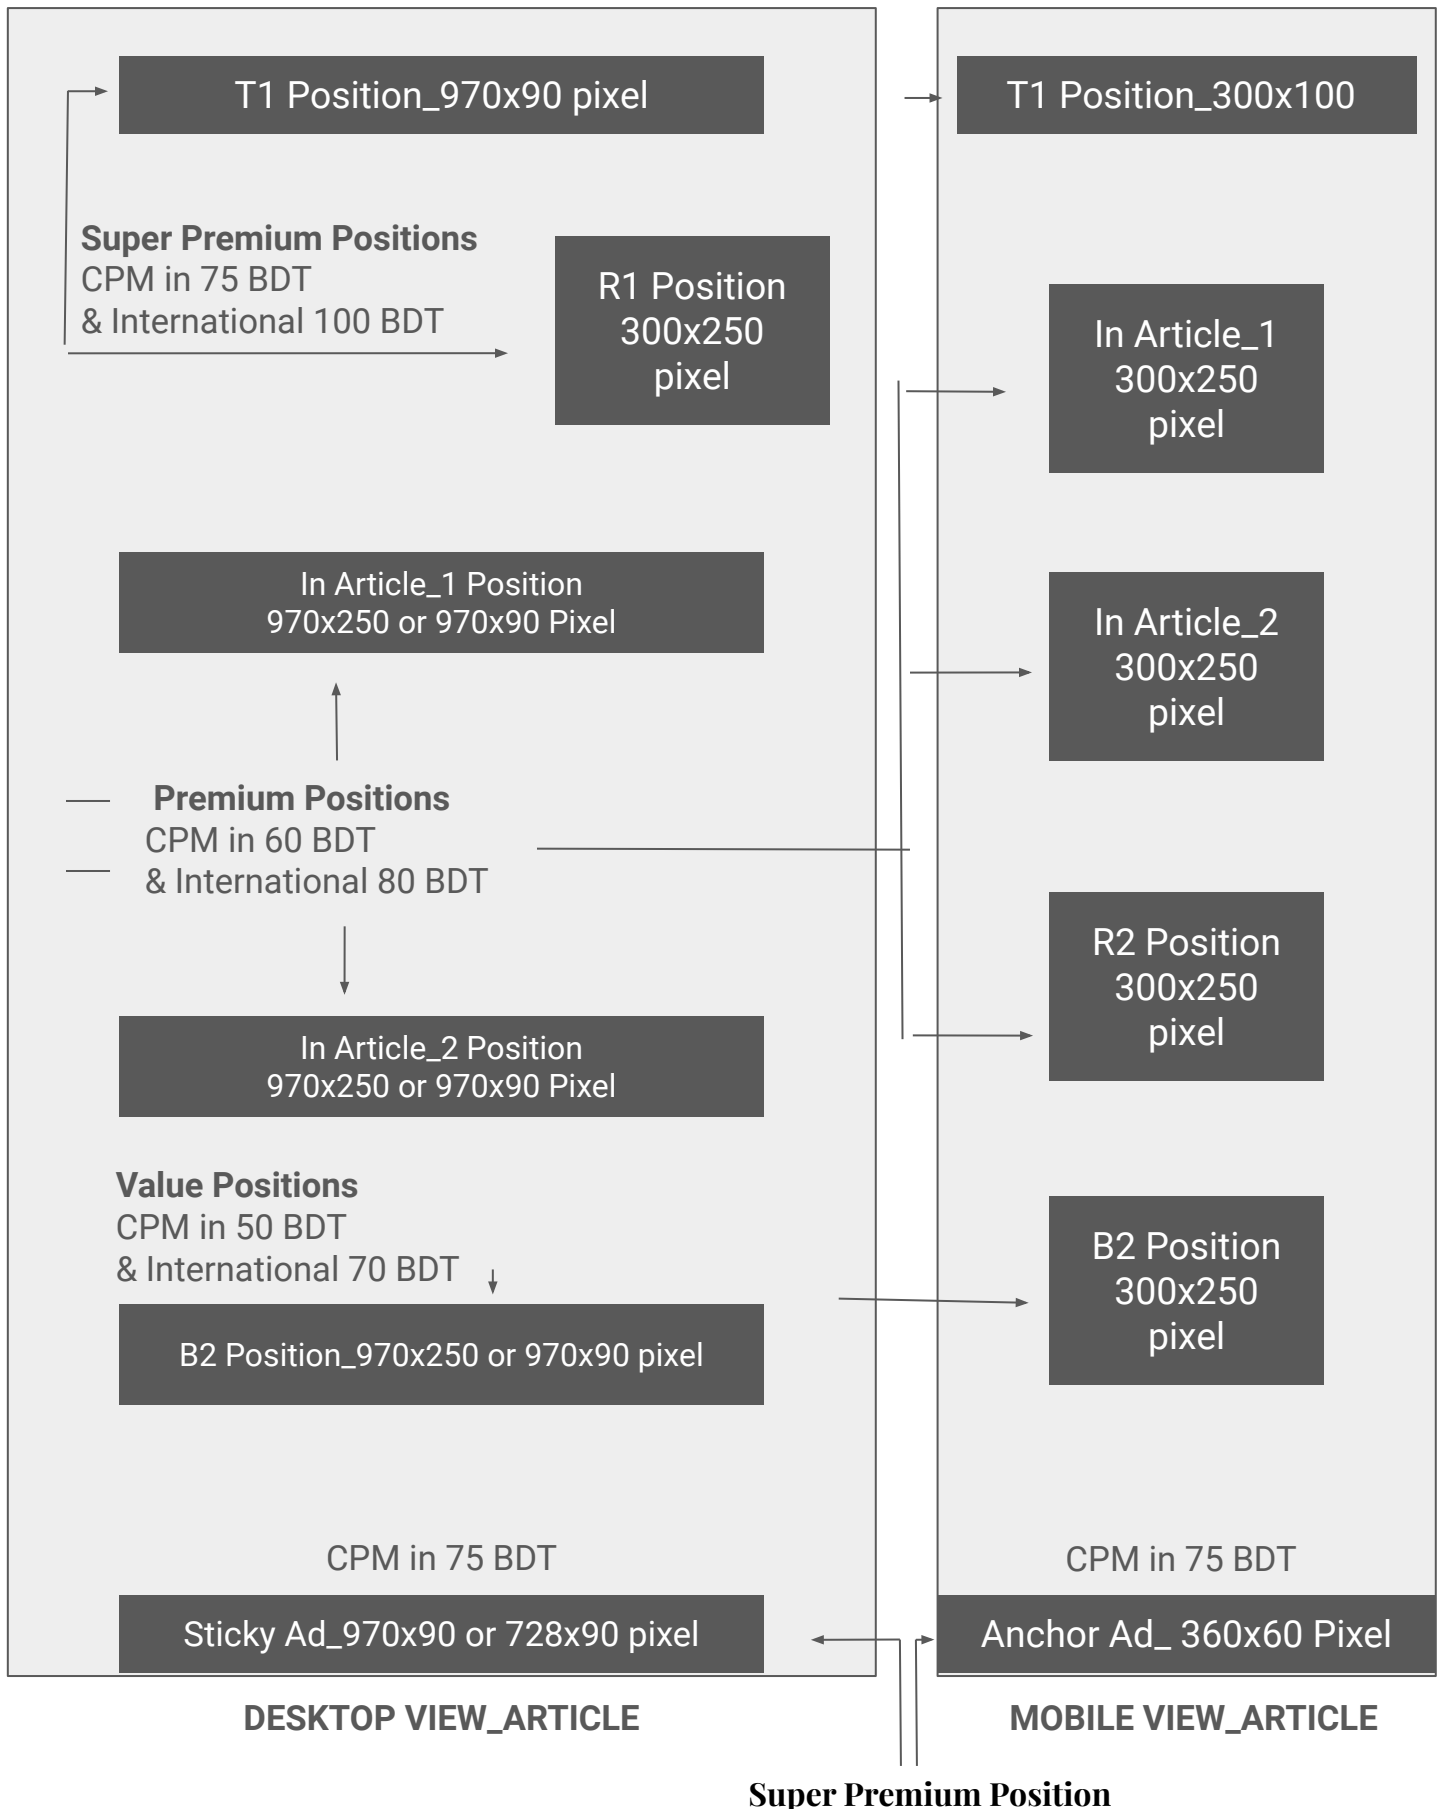 T1 Position_970x90 pixel
Super Premium Positions
CPM in 75 BDT
& International 100 BDT
R1 Position
300x250
pixel
In Article_1 Position
970x250 or 970x90 Pixel
Premium Positions
CPM in 60 BDT
& International 80 BDT
In Article_2 Position
970x250 or 970x90 Pixel
Value Positions
CPM in 50 BDT
& International 70 BDT
B2 Position_970x250 or 970x90 pixel
CPM in 75 BDT
Sticky Ad_970x90 or 728x90 pixel
DESKTOP VIEW_ARTICLE
T1 Position_300x100
In Article_1
300x250
pixel
In Article_2
300x250
pixel
R2 Position
300x250
pixel
B2 Position
300x250
pixel
CPM in 75 BDT
Anchor Ad_ 360x60 Pixel
MOBILE VIEW_ARTICLE
Super Premium Position